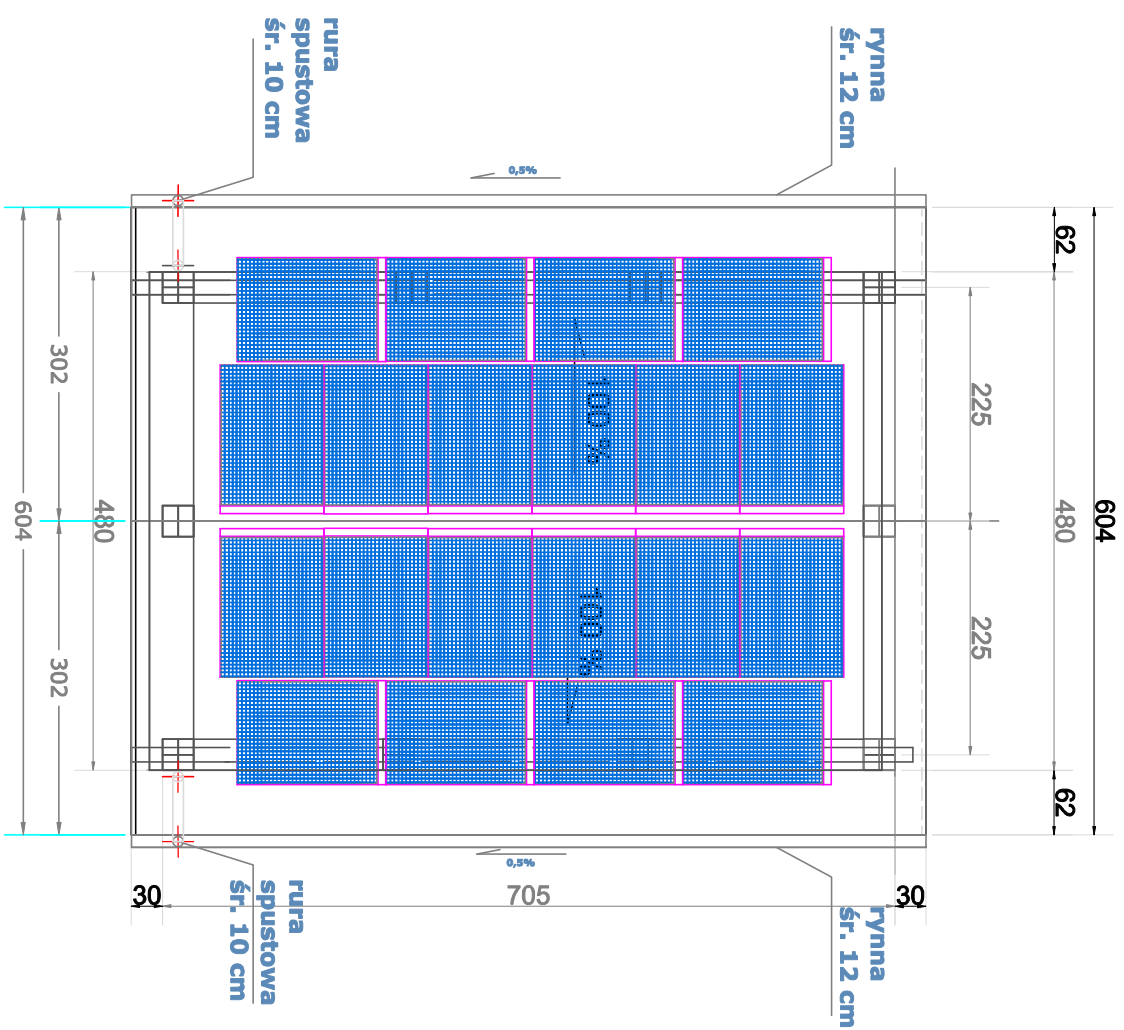 rura
spustowa
śr. 10 cm
rynna
śr. 12 cm
0,5%
62
302
225
100 %
480
604
480
604
100 %
302
225
62
0,5%
30
705
30
rura
spustowa
śr. 10 cm
rynna
śr. 12 cm